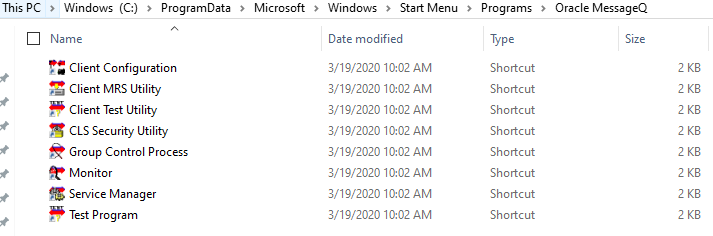 This PC > Windows (C:) > ProgramData > Microsoft > Windows > Start Menu > Programs > Oracle MessageQ
Name Date modified Type Size
Client Configuration 3/19/2020 10:02 AM Shortcut 2 KB
Client MRS Utility 3/19/2020 10:02 AM Shortcut 2 KB
Client Test Utility 3/19/2020 10:02 AM Shortcut 2 KB
CLS Security Utility 3/19/2020 10:02 AM Shortcut 2 KB
Group Control Process 3/19/2020 10:02 AM Shortcut 2 KB
Monitor 3/19/2020 10:02 AM Shortcut 2 KB
Service Manager 3/19/2020 10:02 AM Shortcut 2 KB
Test Program 3/19/2020 10:02 AM Shortcut 2 KB